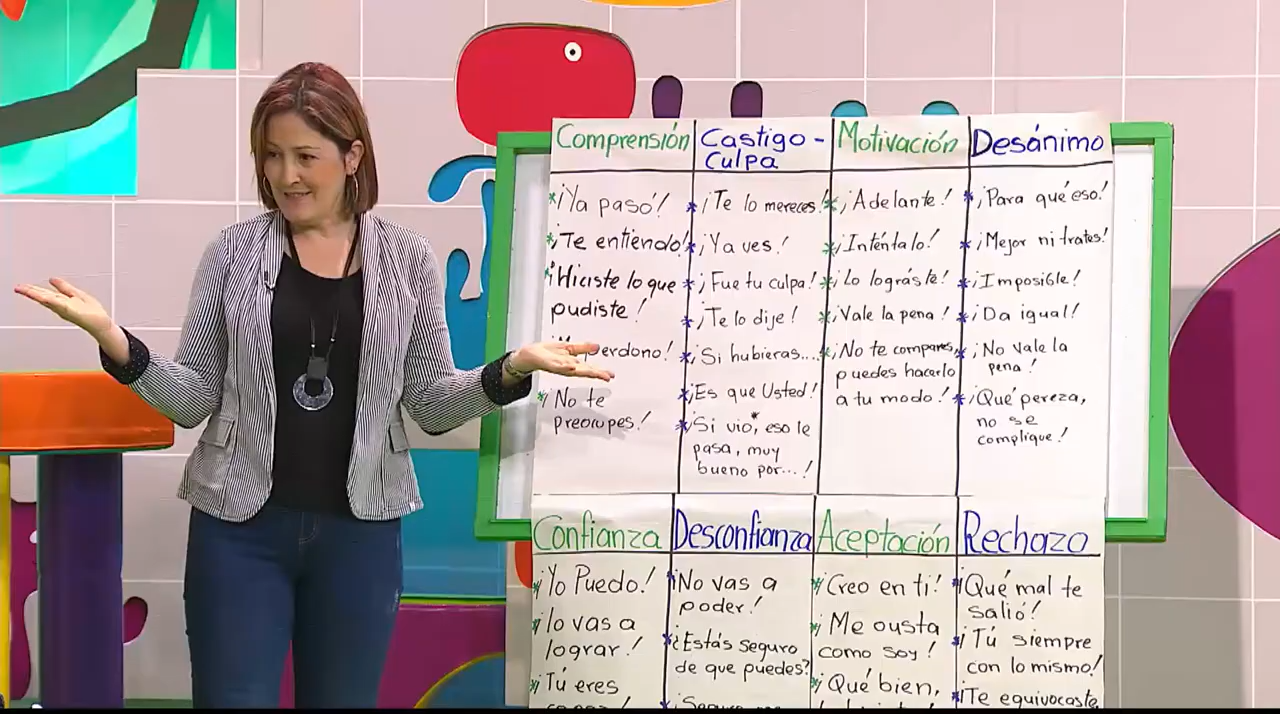 Comprensión
¡Ya pasó!
¡Te entiendo!
¡Hiciste lo que
pudiste!
perdono!
¡No te
preocupes!
Castigo -
Culpa
¡Te lo mereces!
¡Ya ves!
¡Fue tu culpa!
¡Te lo dije!
¡Si hubieras...
¡Es que Usted!
¡Si vio, eso le
pasa, muy
bueno por...!
Motivación
¡Adelante!
¡Inténtalo!
¡Lo lográste!
¡Vale la pena!
¡No te compares,
puedes hacerlo
a tu modo!
Desánimo
¡Para qué eso!
¡Mejor ni trates!
¡Imposible!
¡Da igual!
¡No vale la
pena!
¡Qué pereza,
no se
complique!
Confianza
¡Yo Puedo!
¡lo vas a
lograr!
¡Tú eres
Desconfianza
¡No vas a
poder!
¿Estás seguro
de que puedes?
Aceptación
¡Creo en ti!
¡Me gusta
como soy!
¡Qué bien,
Rechazo
¡Qué mal te
salió!
¡Tú siempre
con lo mismo!
¡Te equivocaste,